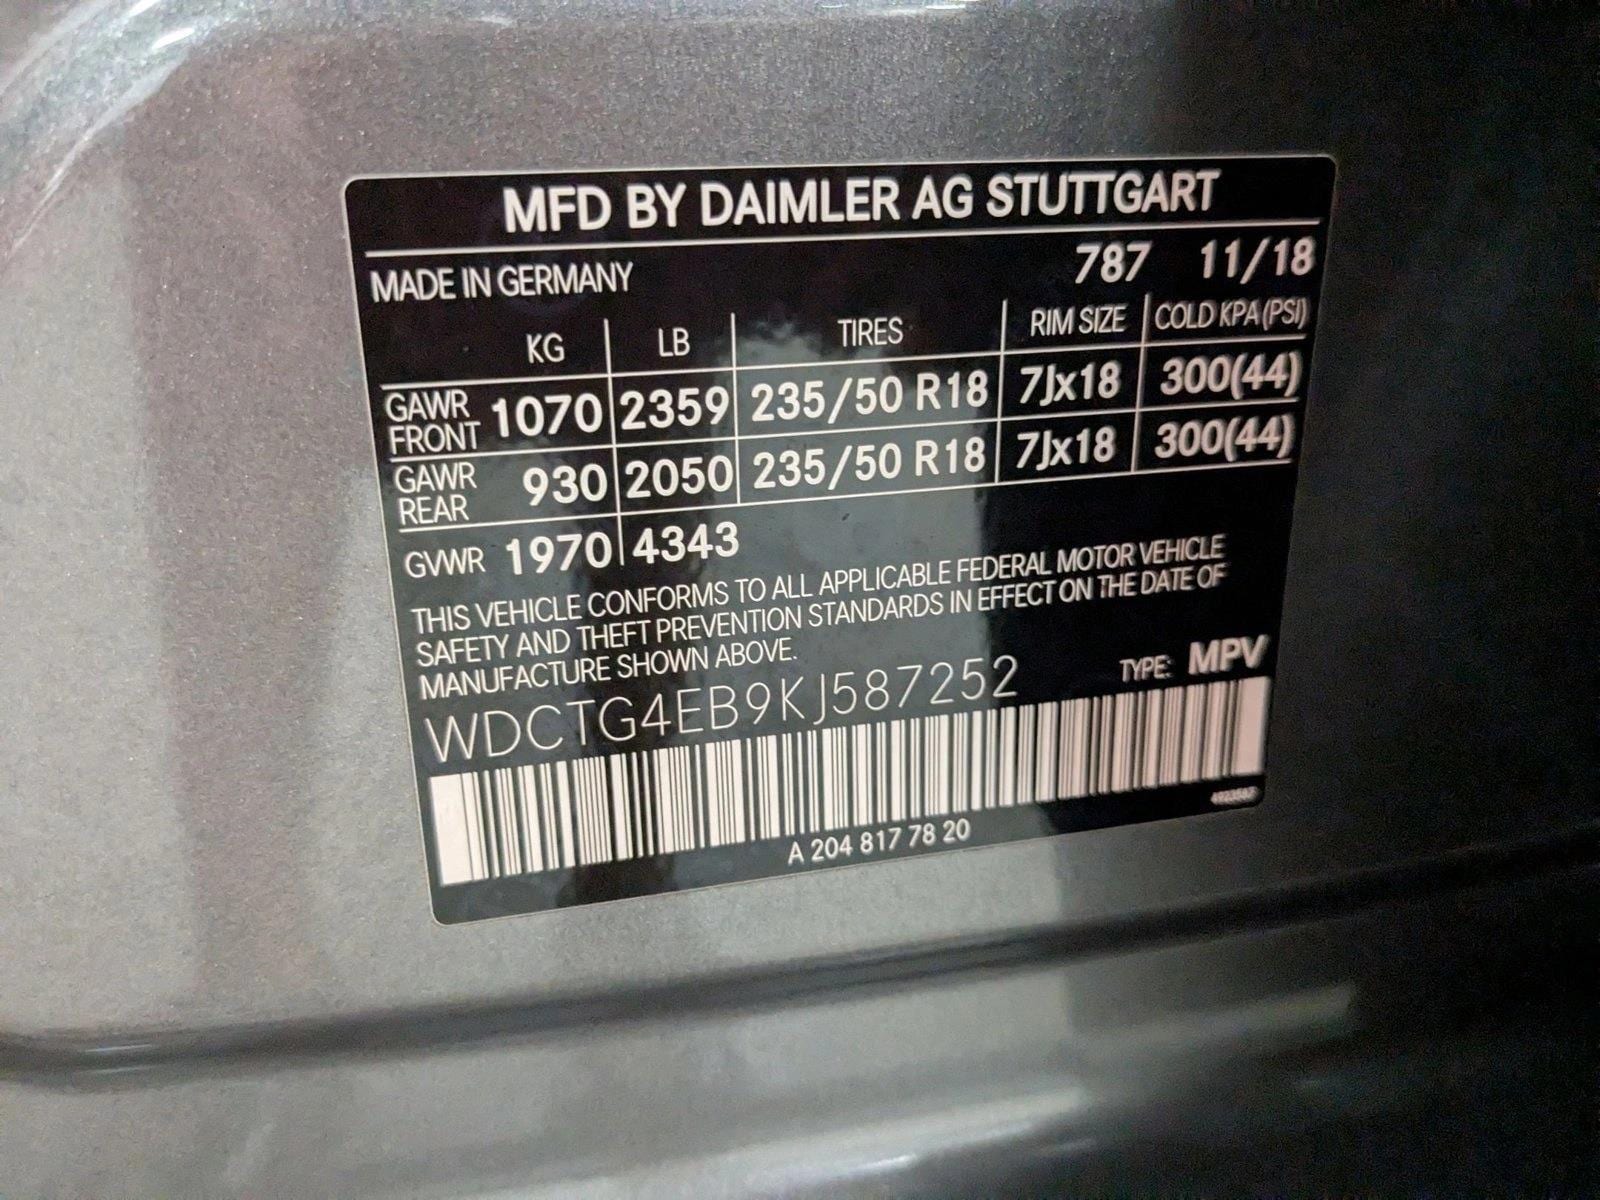 MFD BY DAIMLER AG STUTTGART
MADE IN GERMANY 787 11/18
KG LB TIRES RIM SIZE COLD KPA (PSI)
GAWR FRONT 1070 2359 235/50 R18 7Jx18 300(44)
GAWR REAR 930 2050 235/50 R18 7Jx18 300(44)
GVWR 1970 4343
THIS VEHICLE CONFORMS TO ALL APPLICABLE FEDERAL MOTOR VEHICLE
SAFETY AND THEFT PREVENTION STANDARDS IN EFFECT ON THE DATE OF
MANUFACTURE SHOWN ABOVE.
WDCTG4EB9KJ587252 TYPE: MPV
A 204 817 78 20